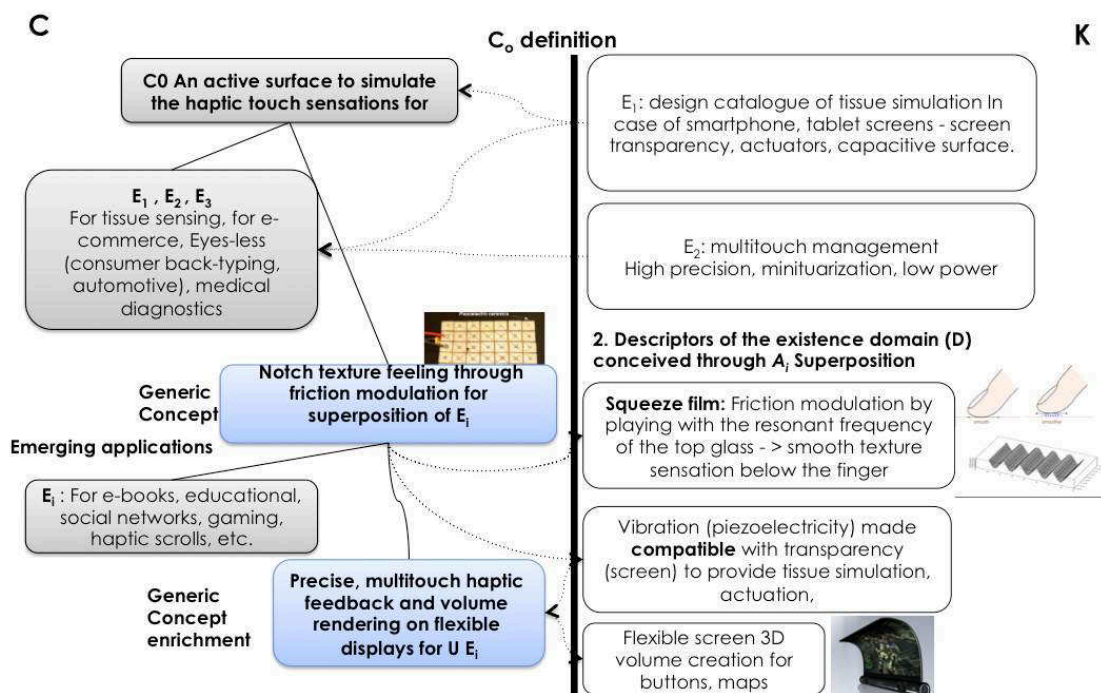 C
C₀ definition
K
C0 An active surface to simulate
the haptic touch sensations for
E₁ , E₂ , E₃
For tissue sensing, for e-
commerce, Eyes-less
(consumer back-typing,
automotive), medical
diagnostics
E₁: design catalogue of tissue simulation In
case of smartphone, tablet screens - screen
transparency, actuators, capacitive surface.
E₂: multitouch management
High precision, minituarization, low power
2. Descriptors of the existence domain (D)
conceived through Aᵢ Superposition
Generic
Concept
Notch texture feeling through
friction modulation for
superposition of Eᵢ
Squeeze film: Friction modulation by
playing with the resonant frequency
of the top glass - > smooth texture
sensation below the finger
smooth
smoother
Emerging applications
Eᵢ : For e-books, educational,
social networks, gaming,
haptic scrolls, etc.
Vibration (piezoelectricity) made
compatible with transparency
(screen) to provide tissue simulation,
actuation,
Generic
Concept
enrichment
Precise, multitouch haptic
feedback and volume
rendering on flexible
displays for U Eᵢ
Flexible screen 3D
volume creation for
buttons, maps